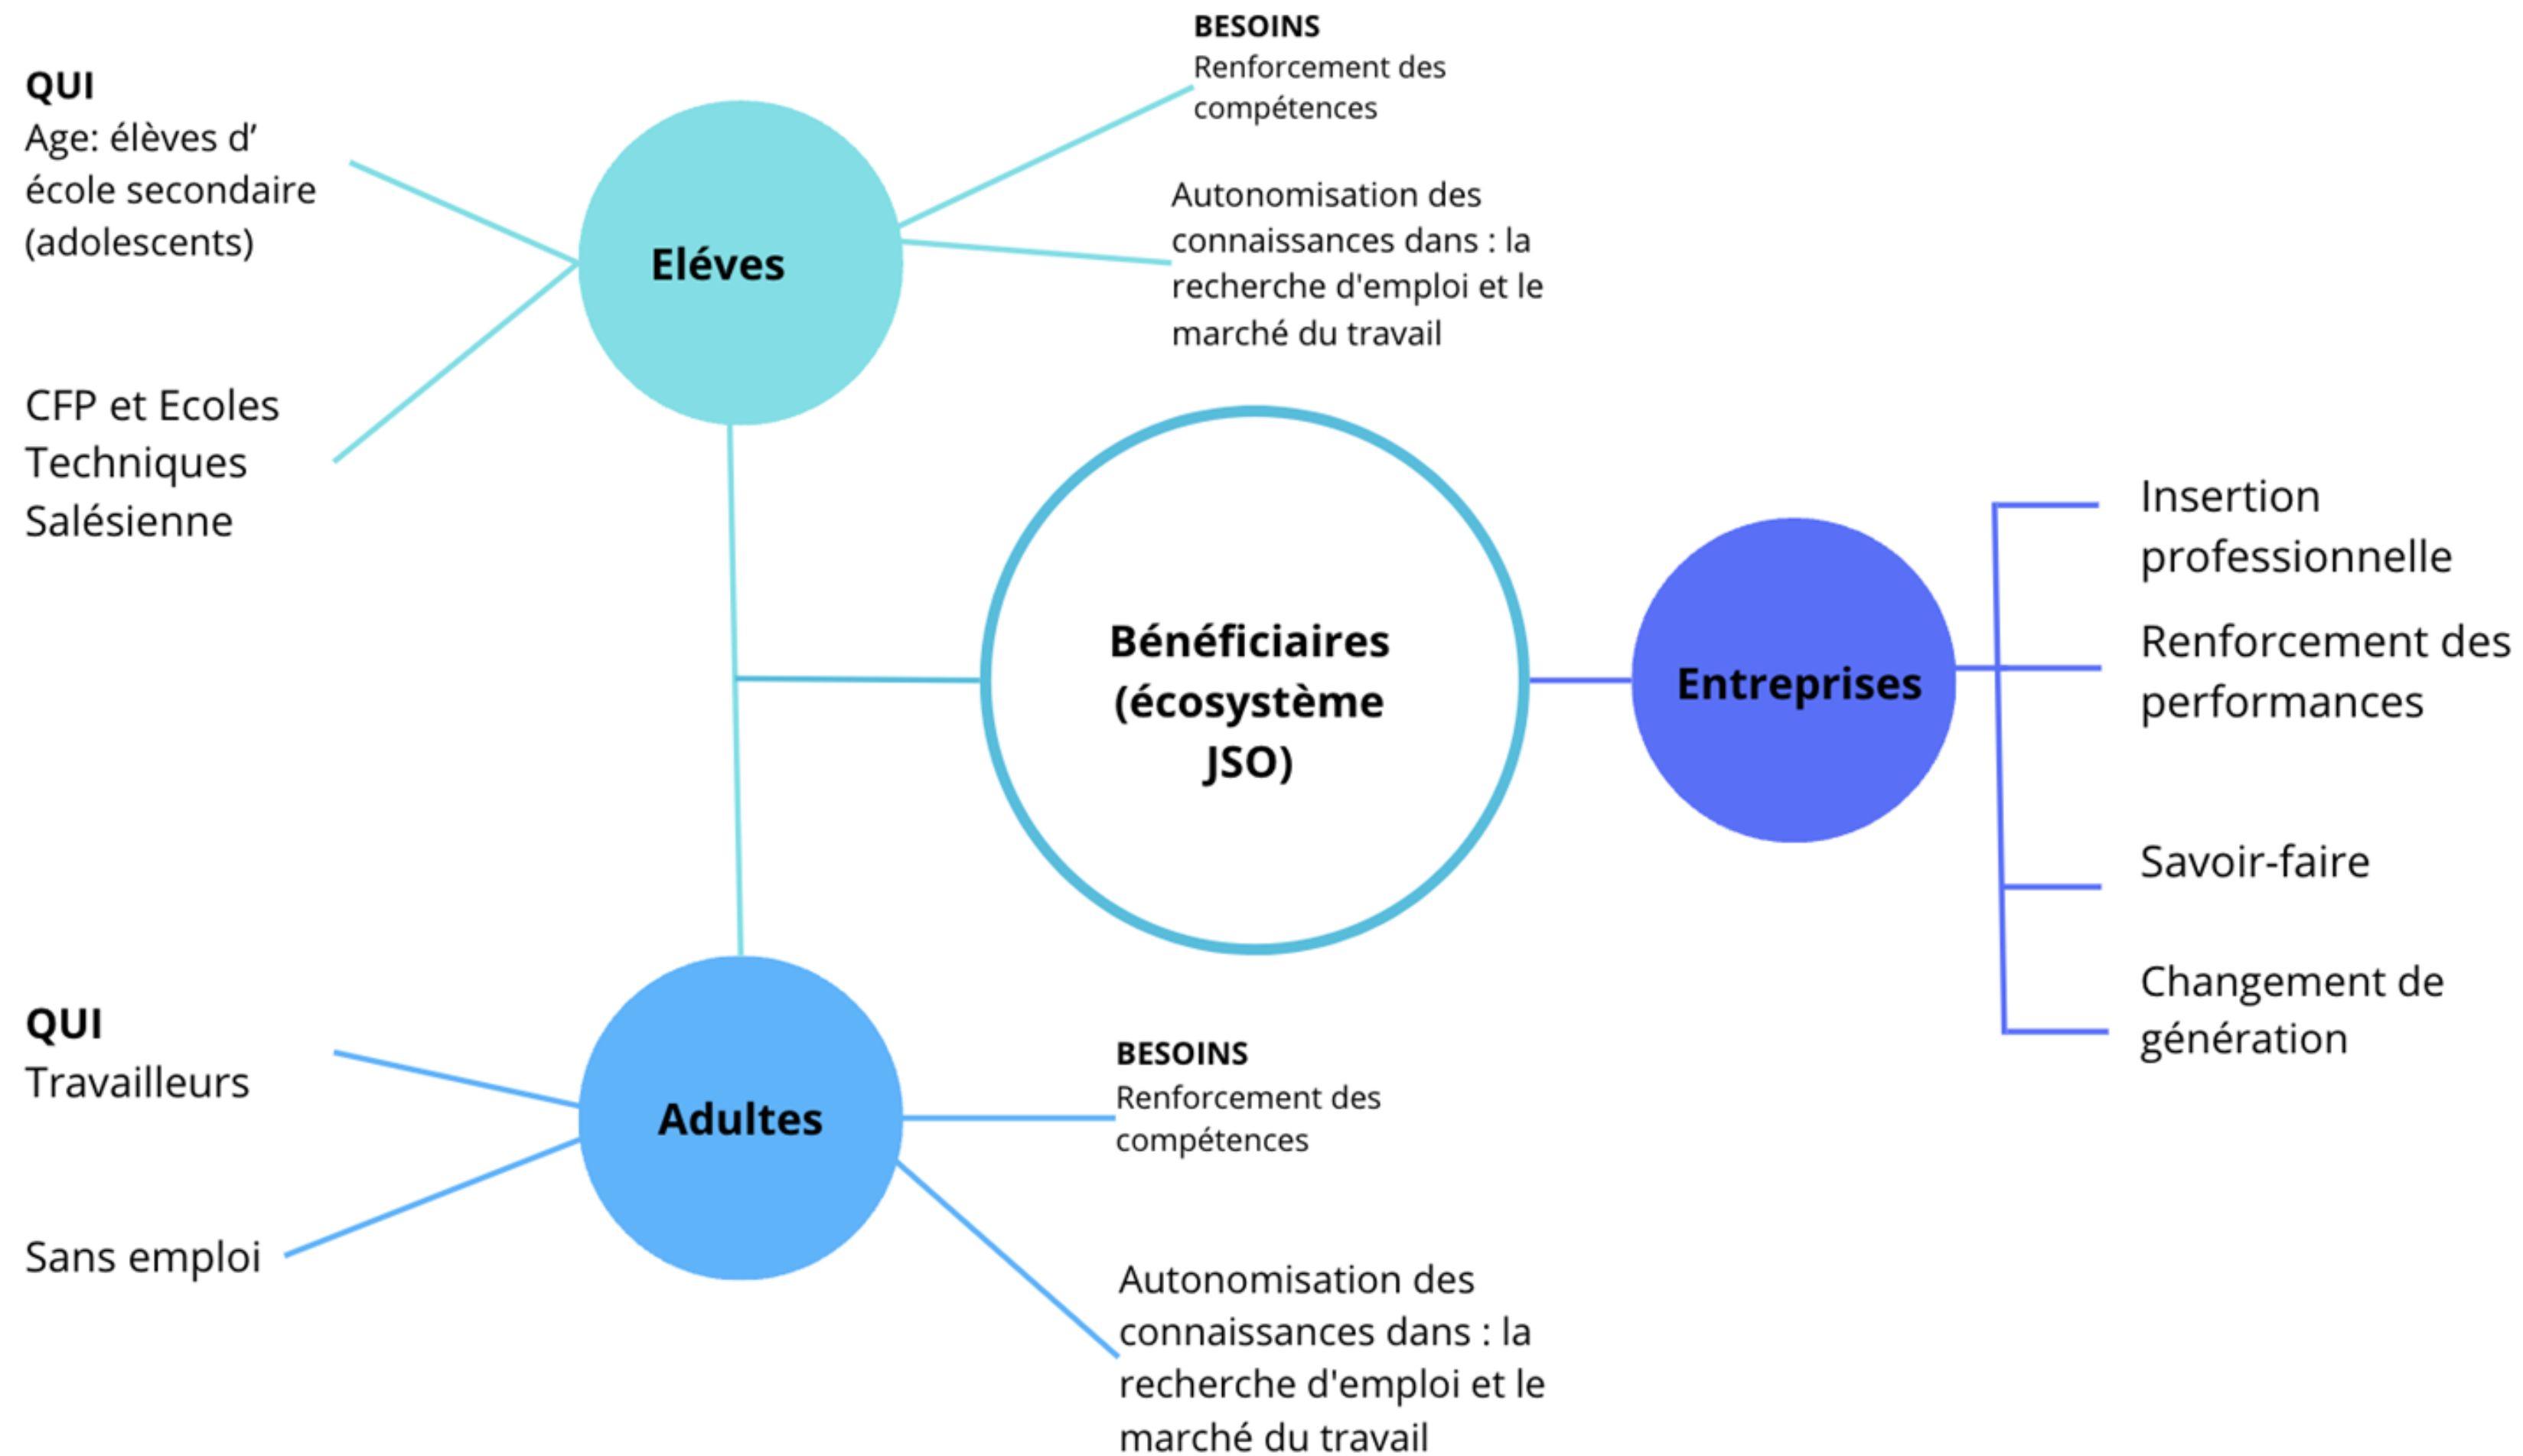 QUI
Age: élèves d’
école secondaire
(adolescents)
CFP et Ecoles
Techniques
Salésienne
Eléves
BESOINS
Renforcement des
compétences
Autonomisation des
connaissances dans : la
recherche d'emploi et le
marché du travail
Bénéficiaires
(écosystème
JSO)
Entreprises
Insertion
professionnelle
Renforcement des
performances
Savoir-faire
Changement de
génération
QUI
Travailleurs
Sans emploi
Adultes
BESOINS
Renforcement des
compétences
Autonomisation des
connaissances dans : la
recherche d'emploi et le
marché du travail